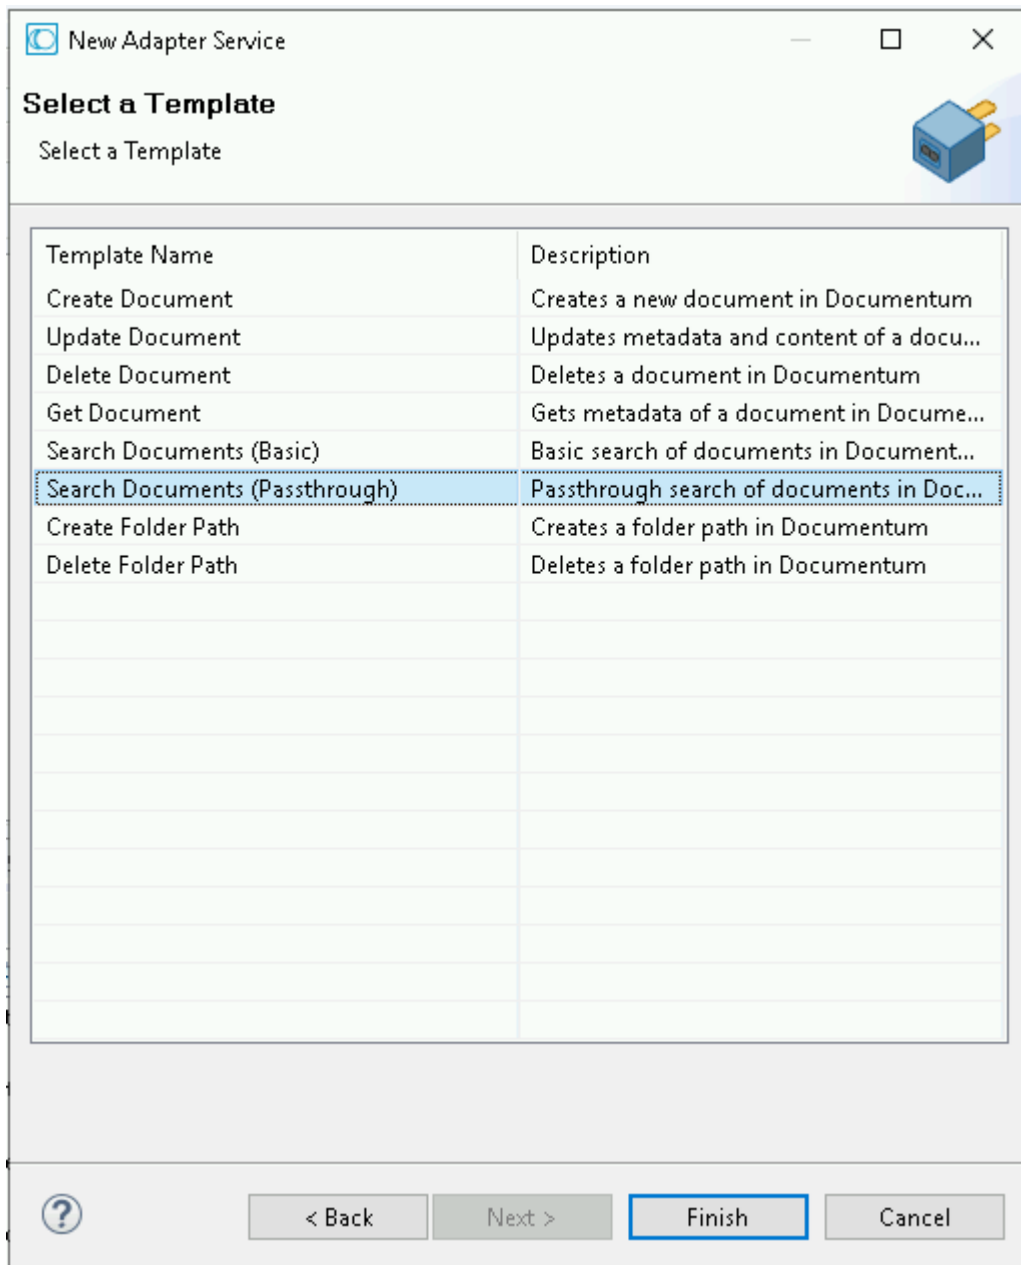 New Adapter Service
Select a Template
Select a Template
Template Name Description
Create Document Creates a new document in Documentum
Update Document Updates metadata and content of a docu...
Delete Document Deletes a document in Documentum
Get Document Gets metadata of a document in Docume...
Search Documents (Basic) Basic search of documents in Document...
Search Documents (Passthrough) Passthrough search of documents in Doc...
Create Folder Path Creates a folder path in Documentum
Delete Folder Path Deletes a folder path in Documentum
? < Back Next > Finish Cancel